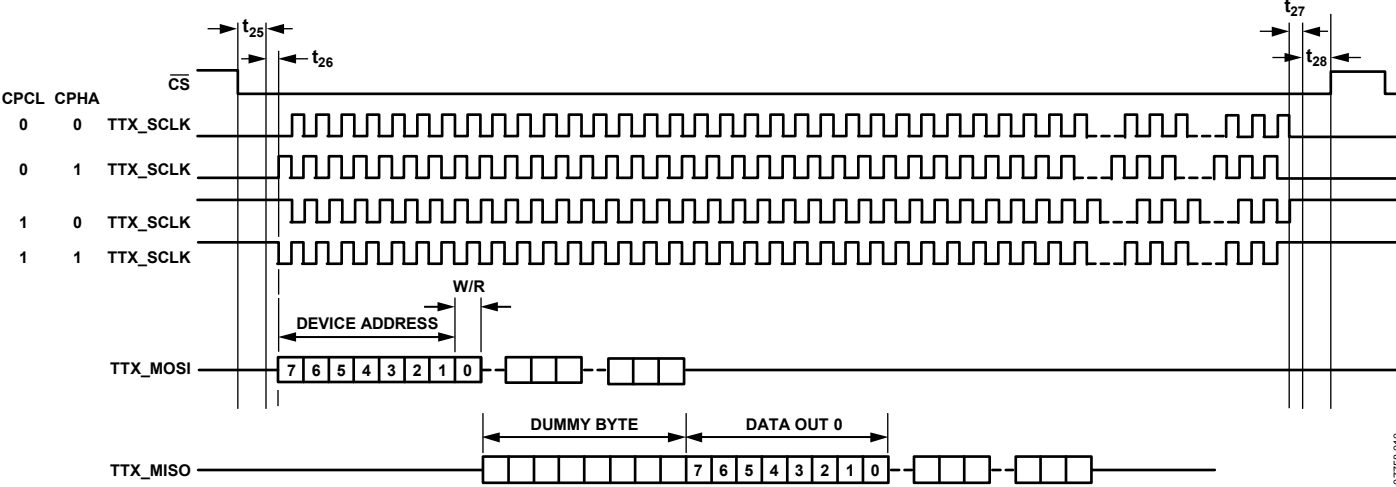 t25
t26
t27
t28
CS
CPCL CPHA
0 0 TTX_SCLK
0 1 TTX_SCLK
1 0 TTX_SCLK
1 1 TTX_SCLK
W/R
DEVICE ADDRESS
TTX_MOSI 7 6 5 4 3 2 1 0
DUMMY BYTE DATA OUT 0
TTX_MISO 7 6 5 4 3 2 1 0